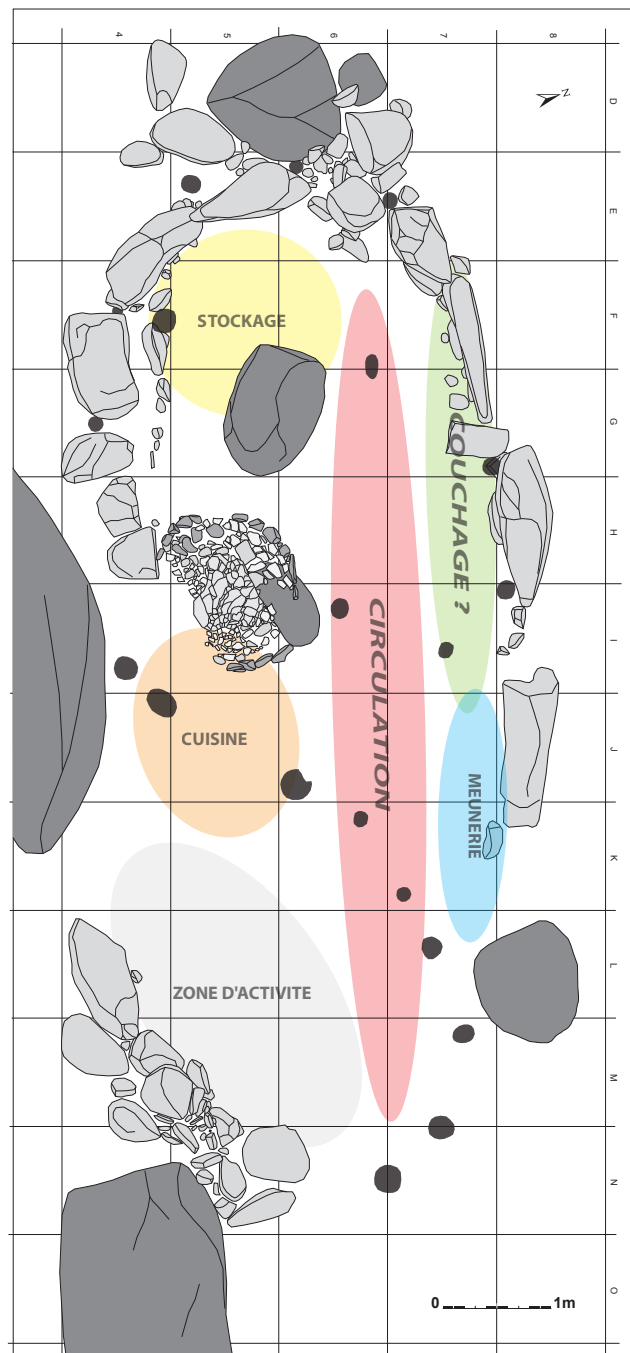 4 5 6 7 8
N
D
E
F
STOCKAGE
G
COUCHAGE ?
H
CIRCULATION
I
CUISINE
J
MEUNERIE
K
ZONE D'ACTIVITE
L
M
N
O
0 1m